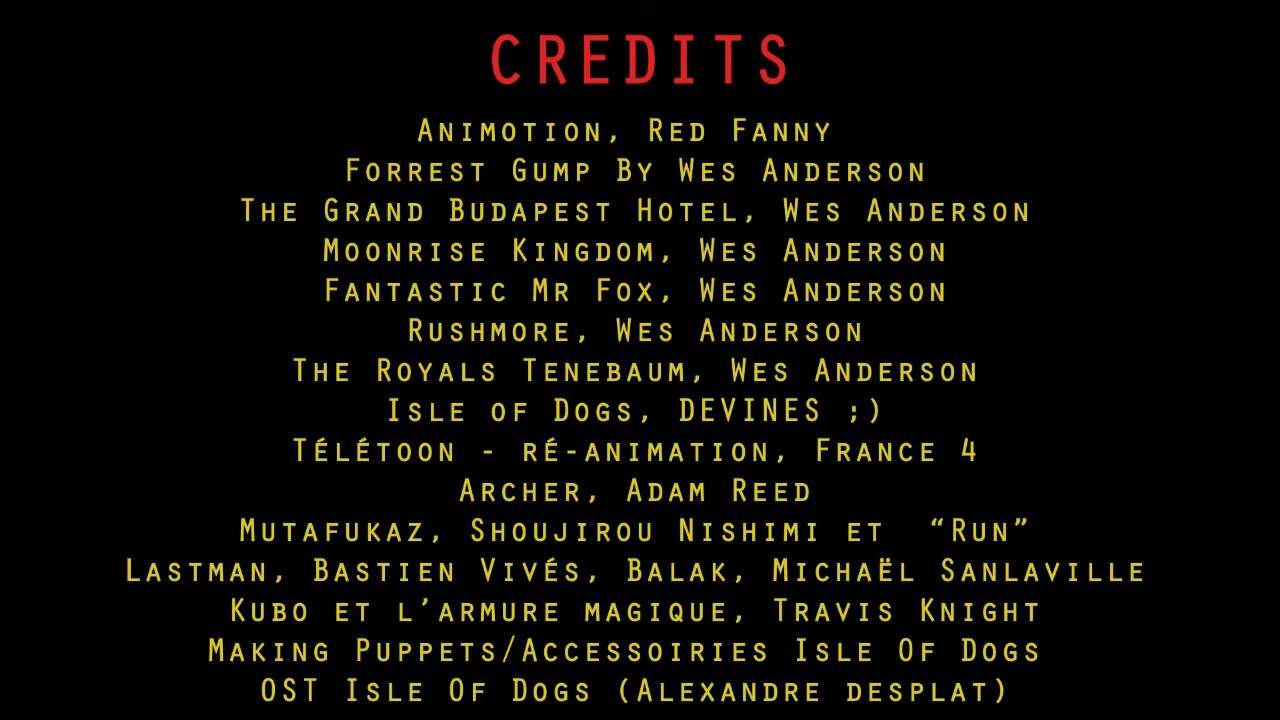 CREDITS
Animotion, Red Fanny
Forrest Gump By Wes Anderson
The Grand Budapest Hotel, Wes Anderson
Moonrise Kingdom, Wes Anderson
Fantastic Mr Fox, Wes Anderson
Rushmore, Wes Anderson
The Royals Tenebaum, Wes Anderson
Isle of Dogs, DEVINES ;)
Télétoon - ré-animation, France 4
Archer, Adam Reed
Mutafukaz, Shoujirou Nishimi et “Run”
Lastman, Bastien Vivés, Balak, Michaël Sanlaville
Kubo et l’armure magique, Travis Knight
Making Puppets/Accessoiries Isle Of Dogs
OST Isle Of Dogs (Alexandre desplat)